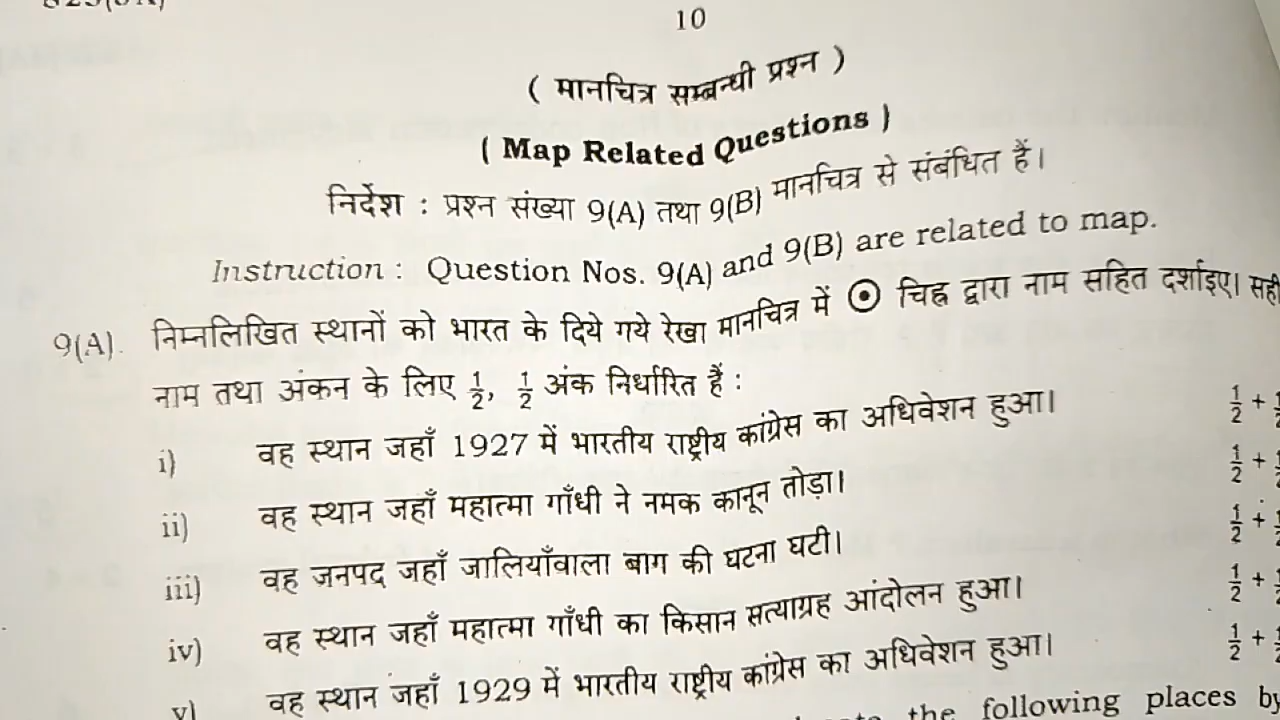 10
( मानचित्र सम्बन्धी प्रश्न )
( Map Related Questions )
निर्देश : प्रश्न संख्या 9(A) तथा 9(B) मानचित्र से संबंधित हैं।
Instruction : Question Nos. 9(A) and 9(B) are related to map.
9(A). निम्नलिखित स्थानों को भारत के दिये गये रेखा मानचित्र में ⊙ चिह्न द्वारा नाम सहित दर्शाइए। सही
नाम तथा अंकन के लिए 1/2, 1/2 अंक निर्धारित हैं :
i) वह स्थान जहाँ 1927 में भारतीय राष्ट्रीय कांग्रेस का अधिवेशन हुआ। 1/2 +
ii) वह स्थान जहाँ महात्मा गाँधी ने नमक कानून तोड़ा। 1/2 +
iii) वह जनपद जहाँ जालियाँवाला बाग की घटना घटी। 1/2 +
iv) वह स्थान जहाँ महात्मा गाँधी का किसान सत्याग्रह आंदोलन हुआ। 1/2 +
v) वह स्थान जहाँ 1929 में भारतीय राष्ट्रीय कांग्रेस का अधिवेशन हुआ। 1/2 +
the following places by